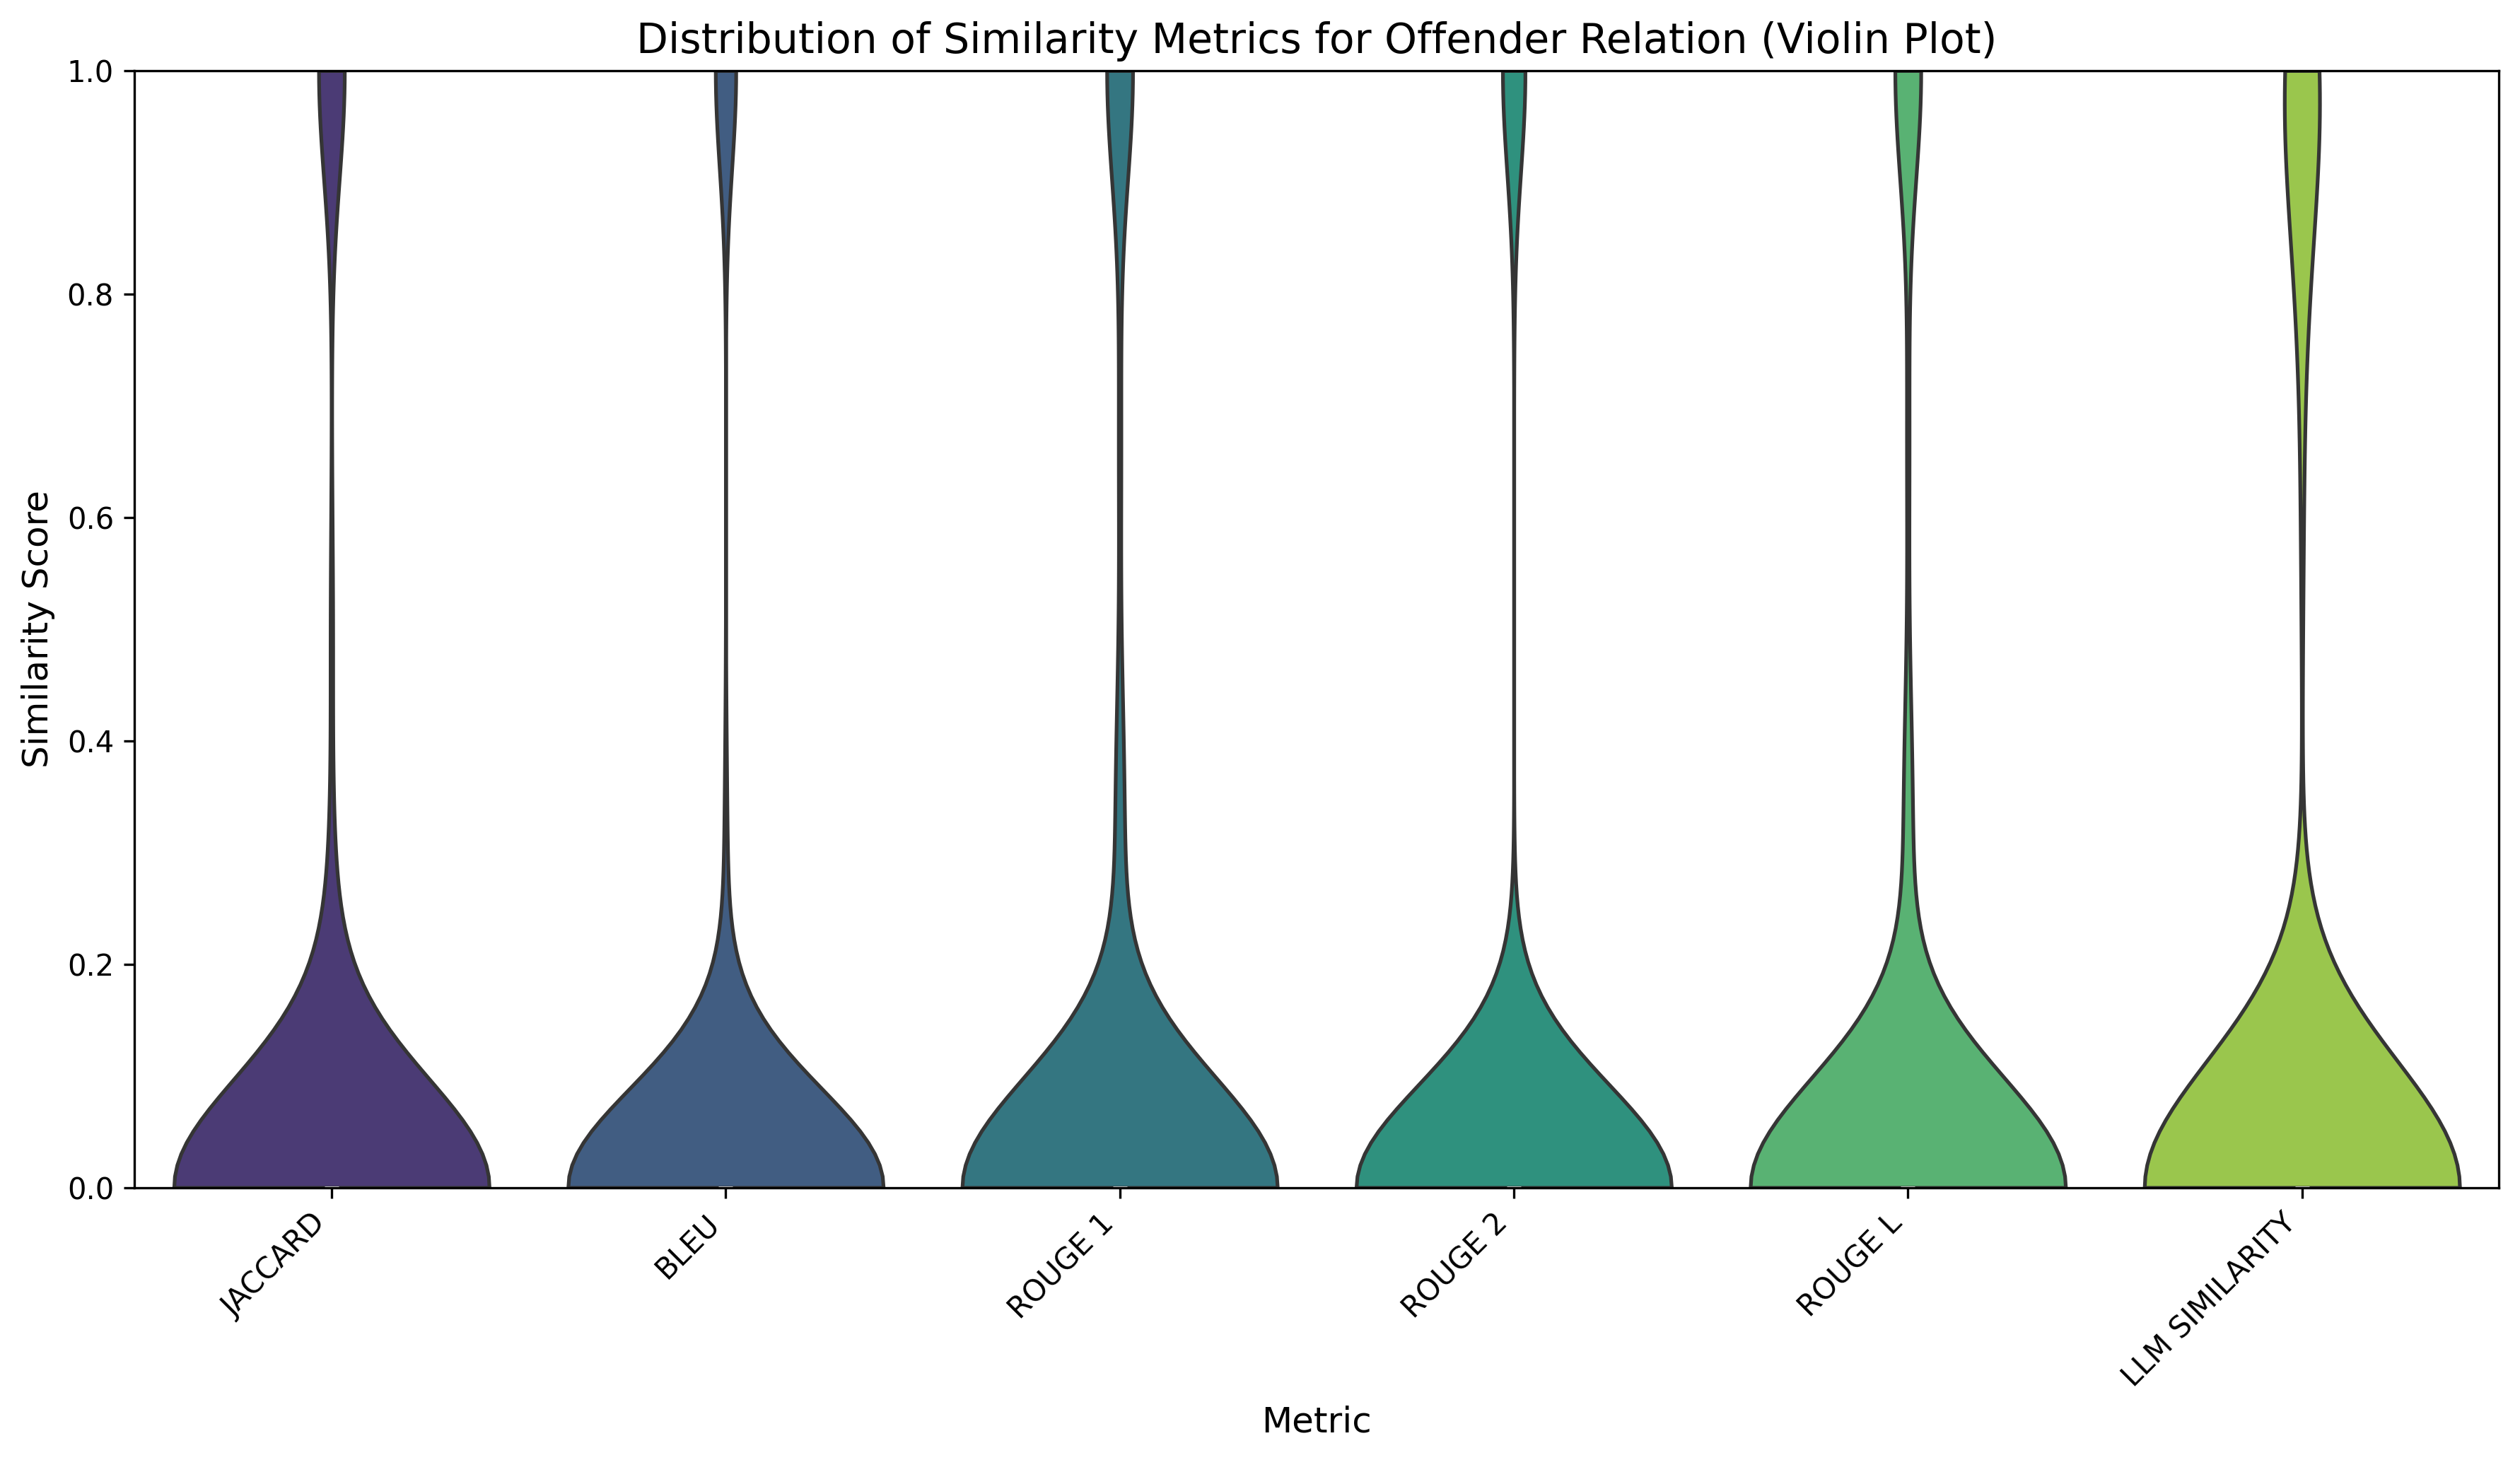 Distribution of Similarity Metrics for Offender Relation (Violin Plot)
1.0
0.8
0.6
0.4
0.2
0.0
Similarity Score
JACCARD
BLEU
ROUGE 1
ROUGE 2
ROUGE L
LLM SIMILARITY
Metric